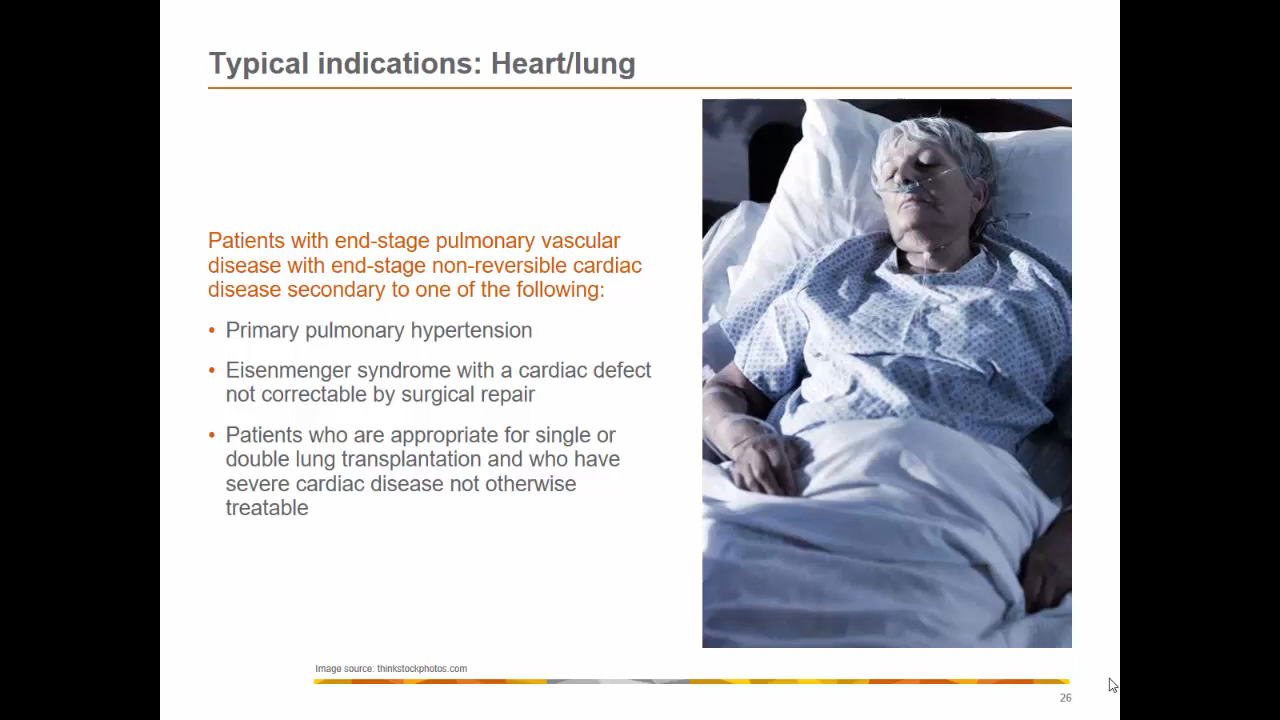 Typical indications: Heart/lung
Patients with end-stage pulmonary vascular
disease with end-stage non-reversible cardiac
disease secondary to one of the following:
• Primary pulmonary hypertension
• Eisenmenger syndrome with a cardiac defect
not correctable by surgical repair
• Patients who are appropriate for single or
double lung transplantation and who have
severe cardiac disease not otherwise
treatable
Image source: thinkstockphotos.com
26